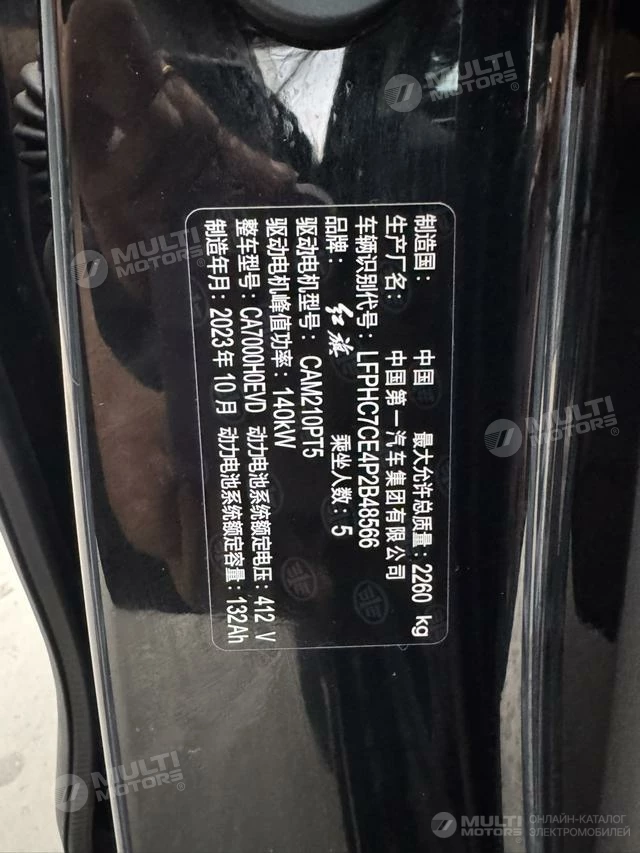 制造国： 中国 最大允许总质量：2260 kg
生产厂名： 中国第一汽车集团有限公司
车辆识别代号：LFPHC7CE4P2B48566
品牌： 红旗 乘坐人数：5
驱动电机型号：CAM210PT5
驱动电机峰值功率：140kW
整车型号：CA7000H0EVD 动力电池系统额定电压：412 V
制造年月：2023年10月 动力电池系统额定容量：132Ah
MULTI
MOTORS®
MULTI
MOTORS®
MULTI
MOTORS®
MULTI
MOTORS®
MULTI
MOTORS®
MULTI
MOTORS
ОНЛАЙН-КАТАЛОГ
ЭЛЕКТРОМОБИЛЕЙ